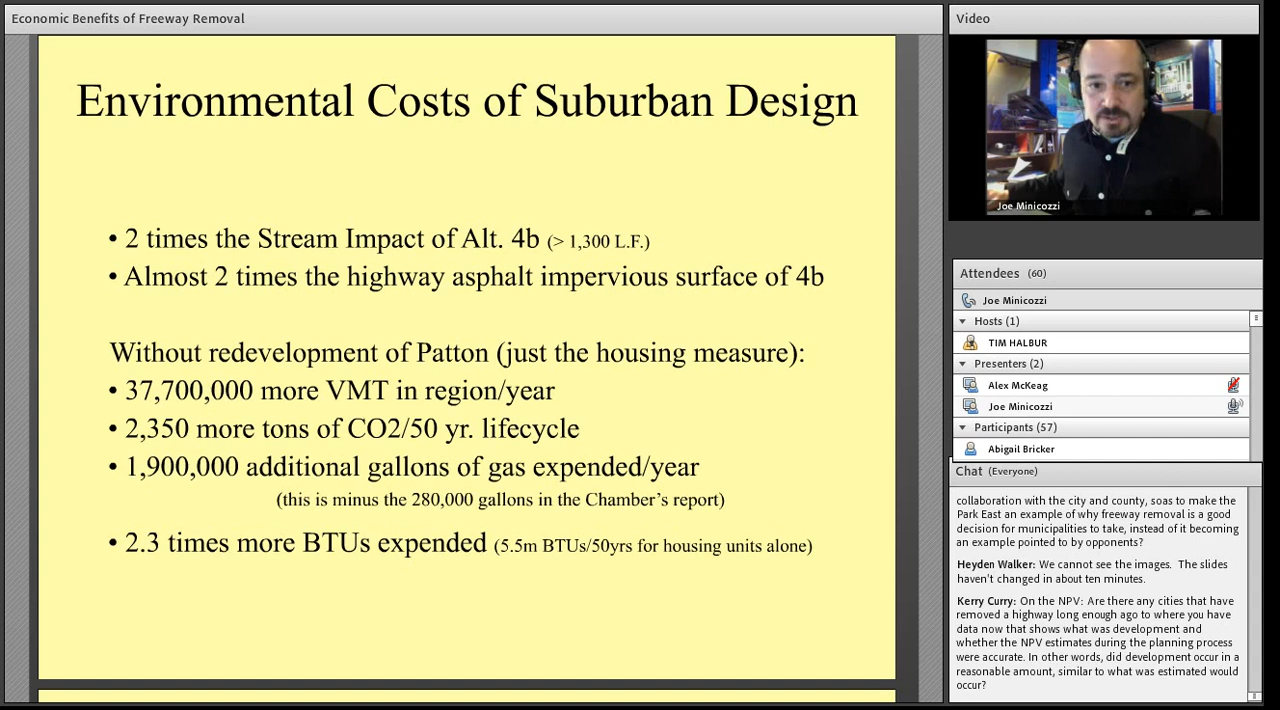 Economic Benefits of Freeway Removal
Environmental Costs of Suburban Design
• 2 times the Stream Impact of Alt. 4b (> 1,300 L.F.)
• Almost 2 times the highway asphalt impervious surface of 4b
Without redevelopment of Patton (just the housing measure):
• 37,700,000 more VMT in region/year
• 2,350 more tons of CO2/50 yr. lifecycle
• 1,900,000 additional gallons of gas expended/year
(this is minus the 280,000 gallons in the Chamber's report)
• 2.3 times more BTUs expended (5.5m BTUs/50yrs for housing units alone)
Video
Joe Minicozzi
Attendees (60)
Joe Minicozzi
Hosts (1)
TIM HALBUR
Presenters (2)
Alex McKeag
Joe Minicozzi
Participants (57)
Abigail Bricker
Chat (Everyone)
collaboration with the city and county, soas to make the
Park East an example of why freeway removal is a good
decision for municipalities to take, instead of it becoming
an example pointed to by opponents?
Heyden Walker: We cannot see the images. The slides
haven't changed in about ten minutes.
Kerry Curry: On the NPV: Are there any cities that have
removed a highway long enough ago to where you have
data now that shows what was development and
whether the NPV estimates during the planning process
were accurate. In other words, did development occur in a
reasonable amount, similar to what was estimated would
occur?